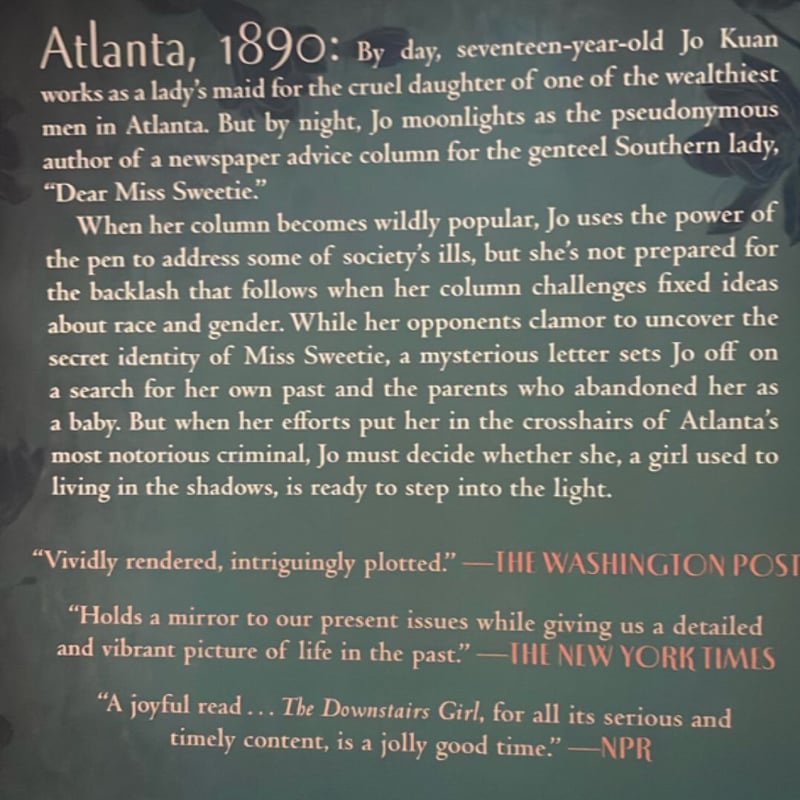 Atlanta, 1890: By day, seventeen-year-old Jo Kuan
works as a lady's maid for the cruel daughter of one of the wealthiest
men in Atlanta. But by night, Jo moonlights as the pseudonymous
author of a newspaper advice column for the genteel Southern lady,
“Dear Miss Sweetie.”
When her column becomes wildly popular, Jo uses the power of
the pen to address some of society's ills, but she's not prepared for
the backlash that follows when her column challenges fixed ideas
about race and gender. While her opponents clamor to uncover the
secret identity of Miss Sweetie, a mysterious letter sets Jo off on
a search for her own past and the parents who abandoned her as
a baby. But when her efforts put her in the crosshairs of Atlanta's
most notorious criminal, Jo must decide whether she, a girl used to
living in the shadows, is ready to step into the light.
“Vividly rendered, intriguingly plotted.” —THE WASHINGTON POST
“Holds a mirror to our present issues while giving us a detailed
and vibrant picture of life in the past.” —THE NEW YORK TIMES
“A joyful read . . . The Downstairs Girl, for all its serious and
timely content, is a jolly good time.” —NPR